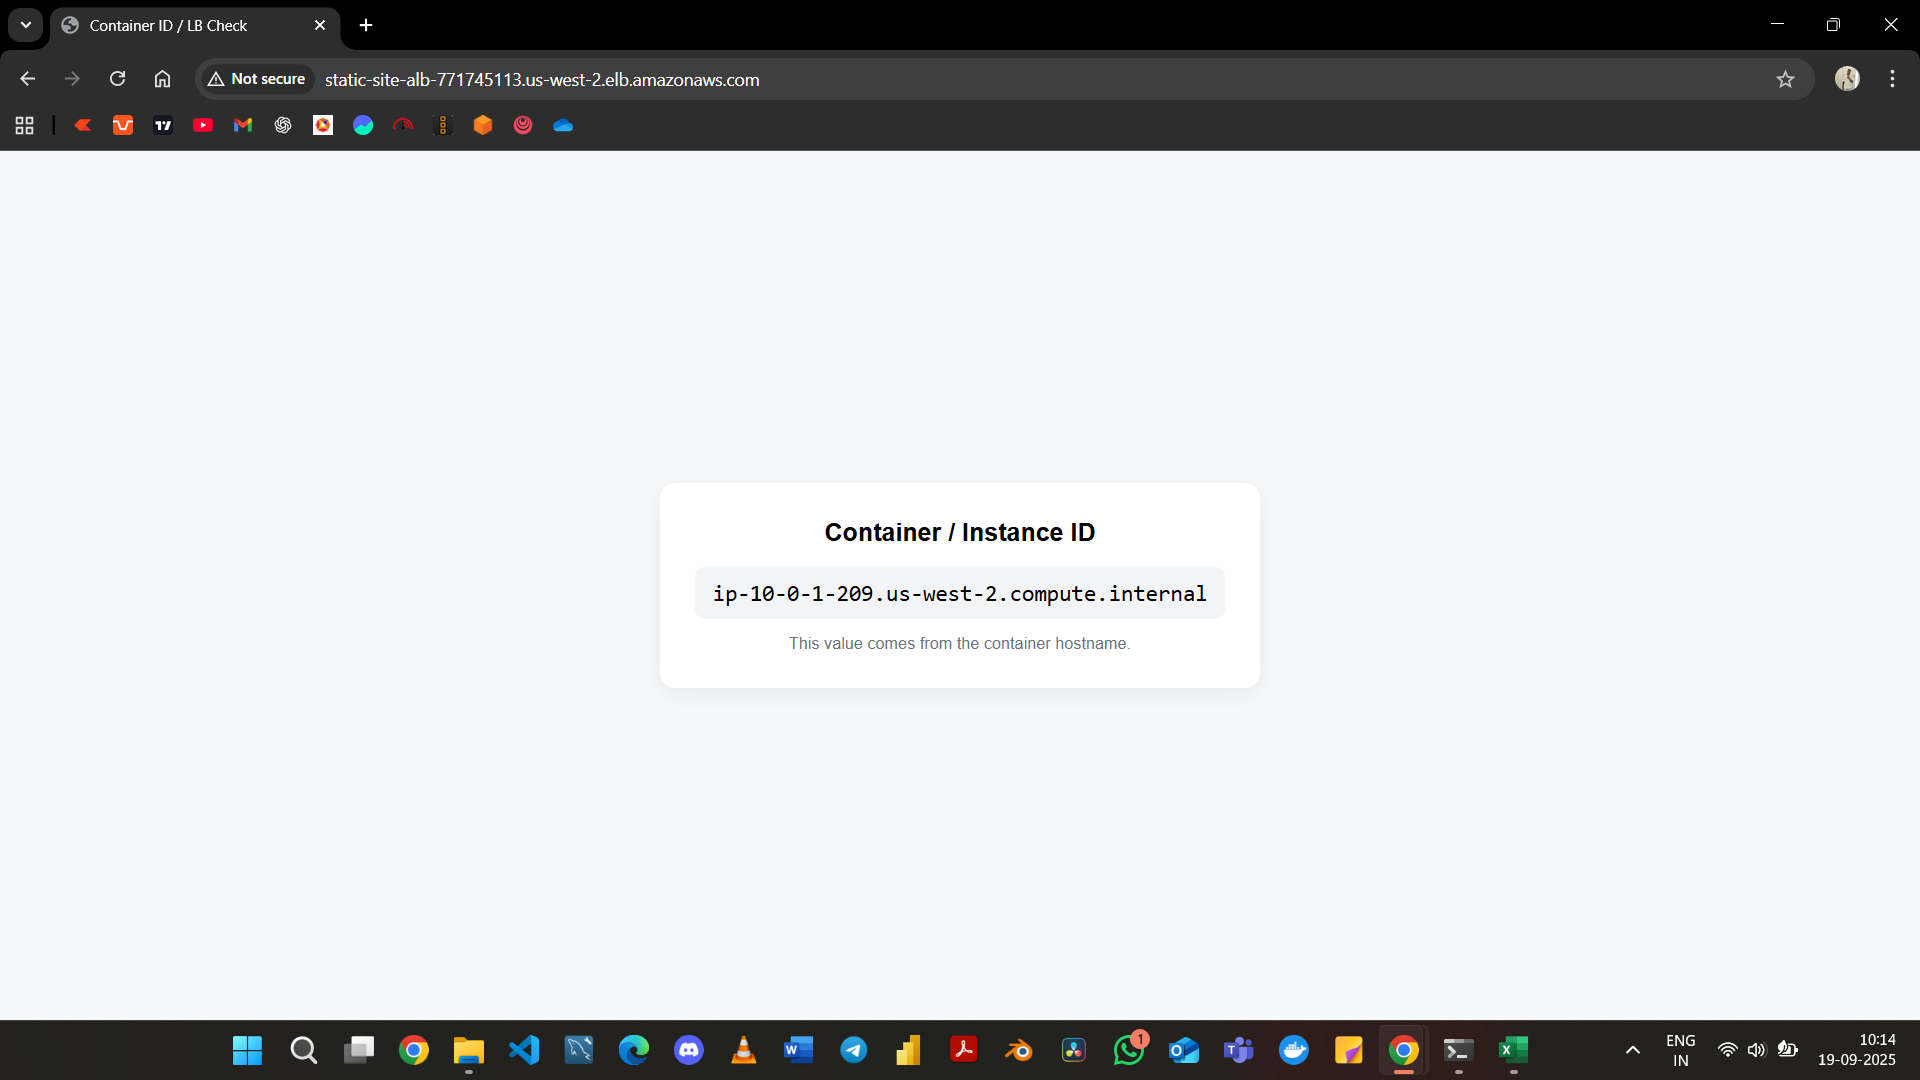 Container ID / LB Check
Not secure
static-site-alb-771745113.us-west-2.elb.amazonaws.com
Container / Instance ID
ip-10-0-1-209.us-west-2.compute.internal
This value comes from the container hostname.
1
ENG
IN
10:14
19-09-2025